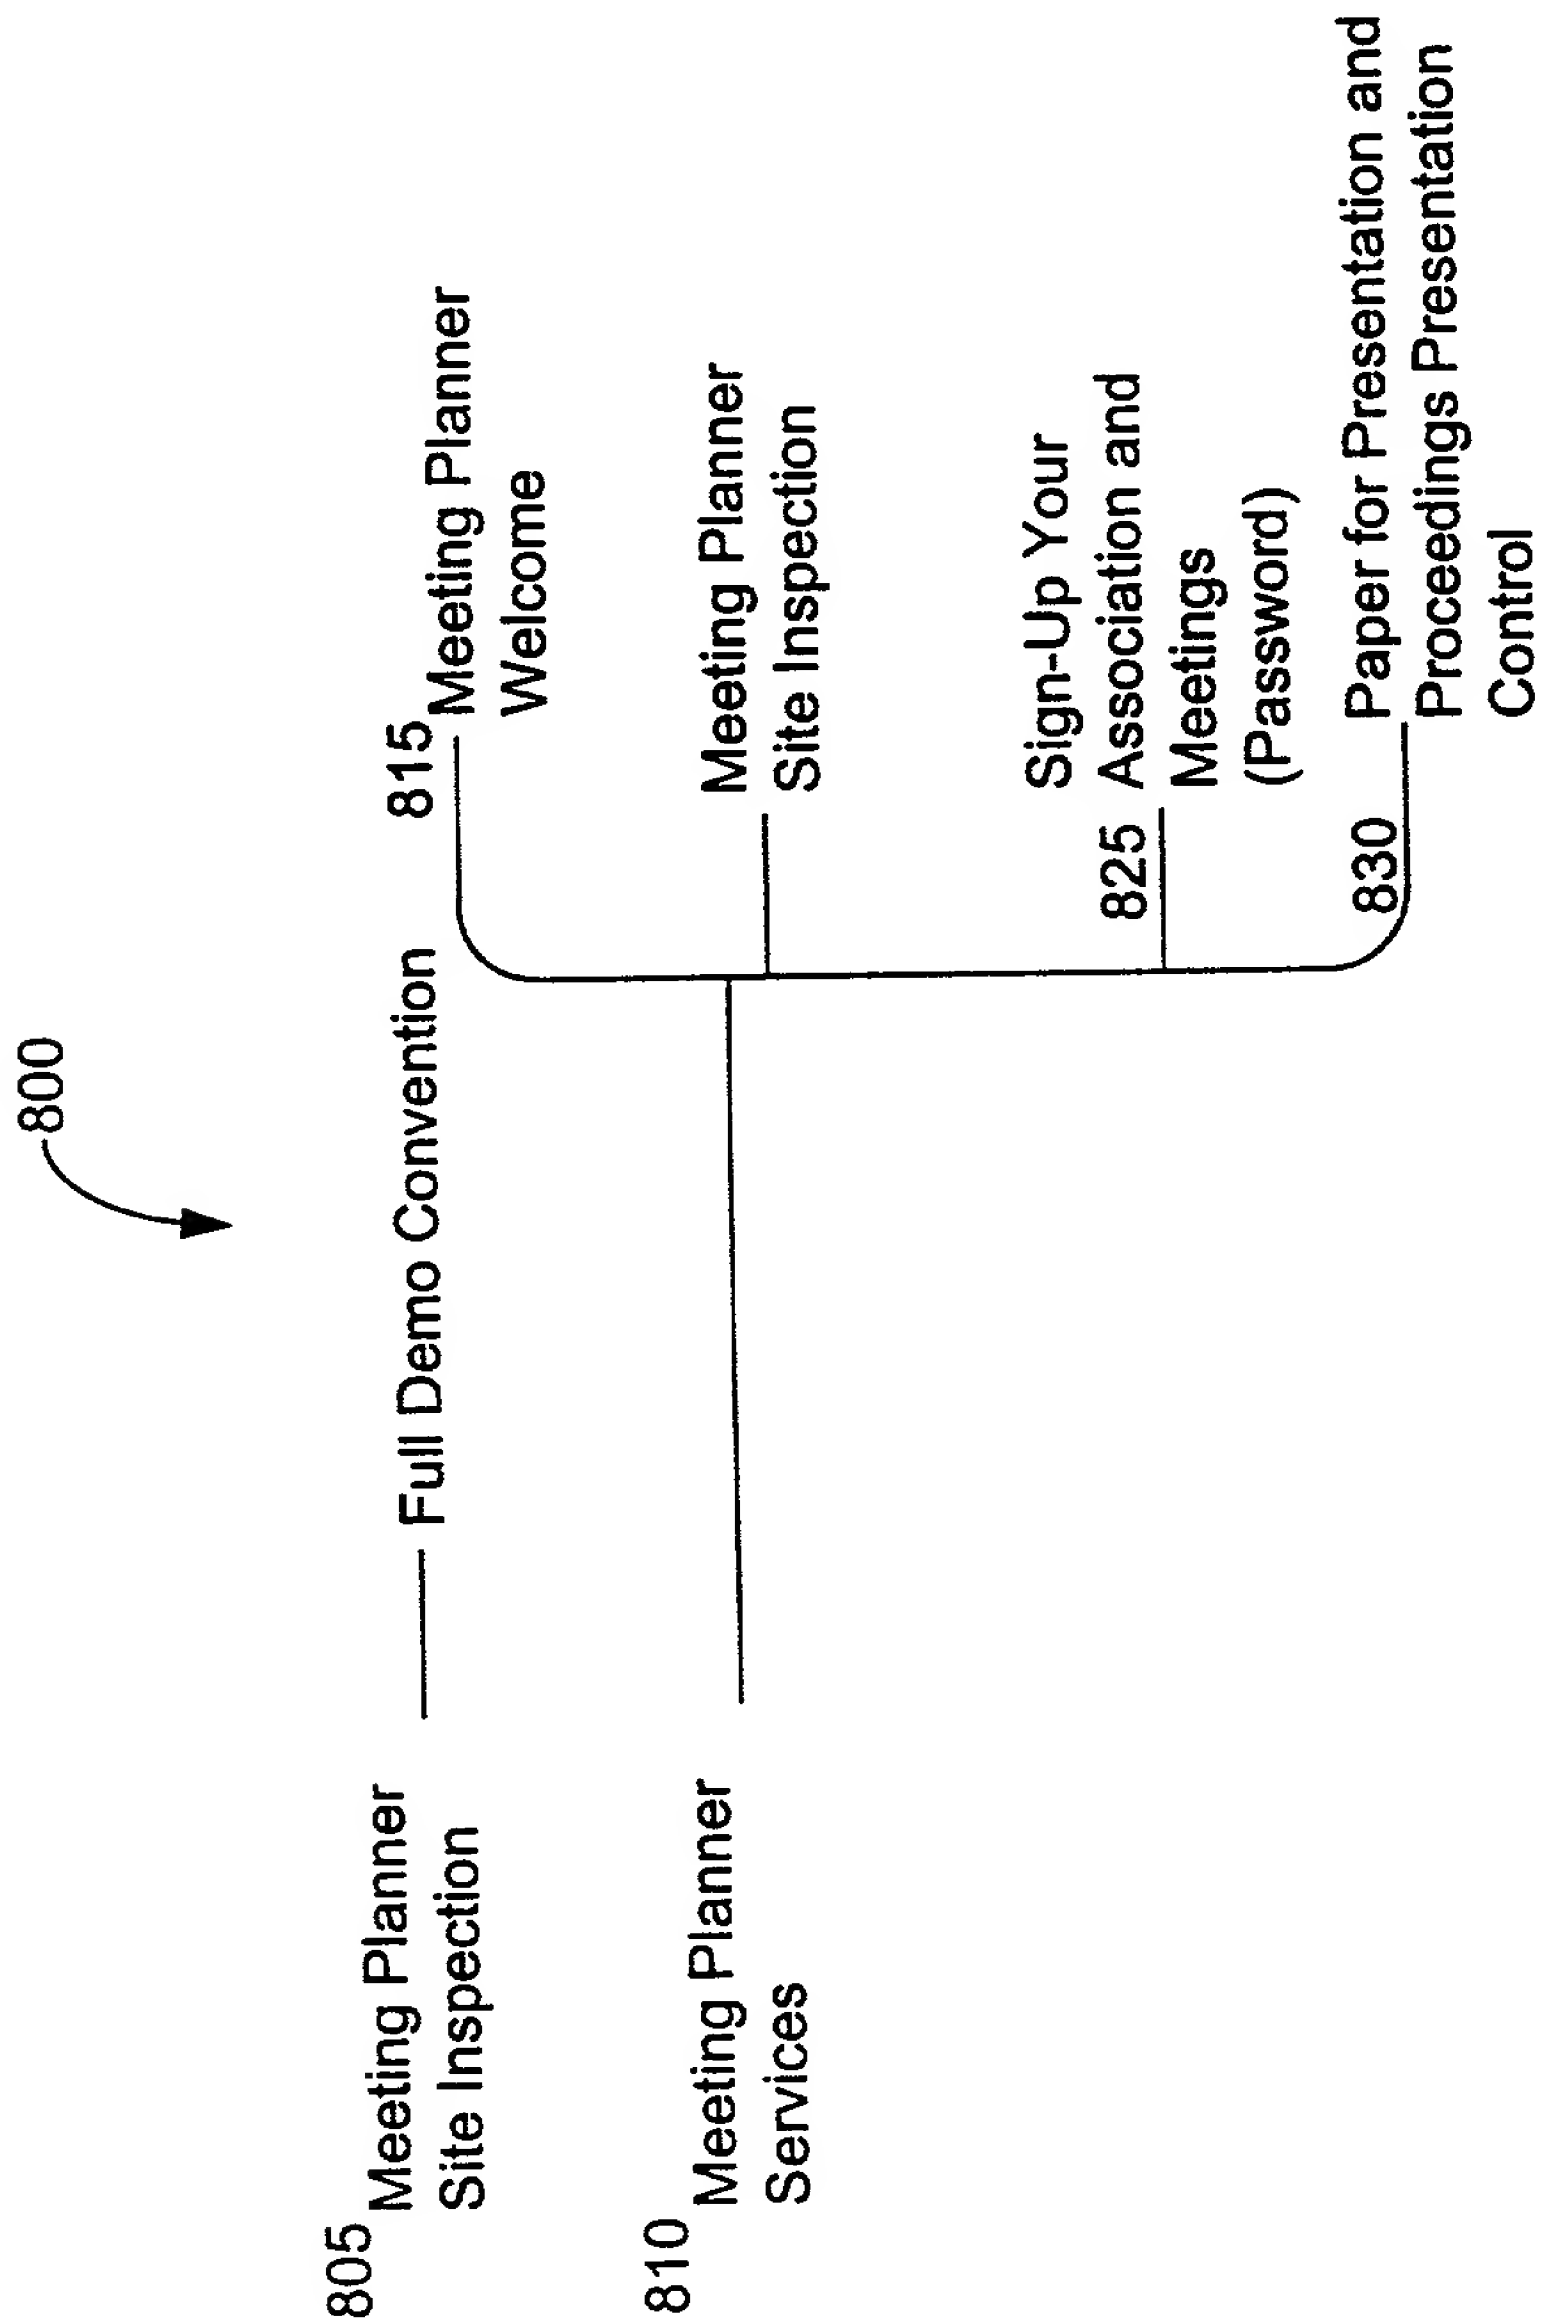 800
805
Meeting Planner
Site Inspection
Full Demo Convention
810
Meeting Planner
Services
815
Meeting Planner
Welcome
Meeting Planner
Site Inspection
825
Sign-Up Your
Association and
Meetings
(Password)
830
Paper for Presentation and
Proceedings Presentation
Control